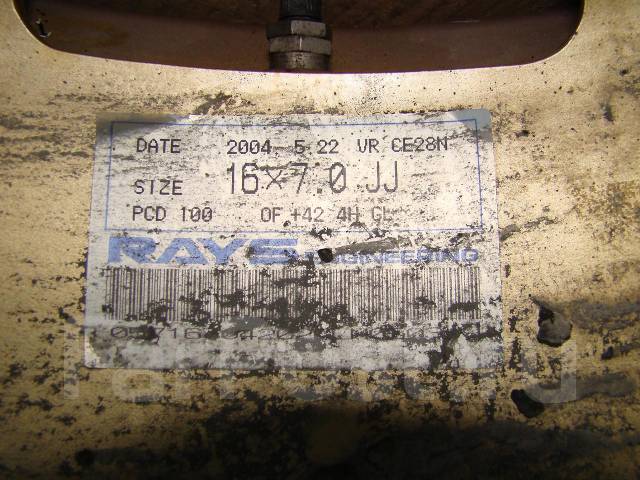 DATE 2004. 5.22 VR CE28N
SIZE 16×7.0 JJ
PCD 100 OF +42 4H GL
RAYS ENGINEERING